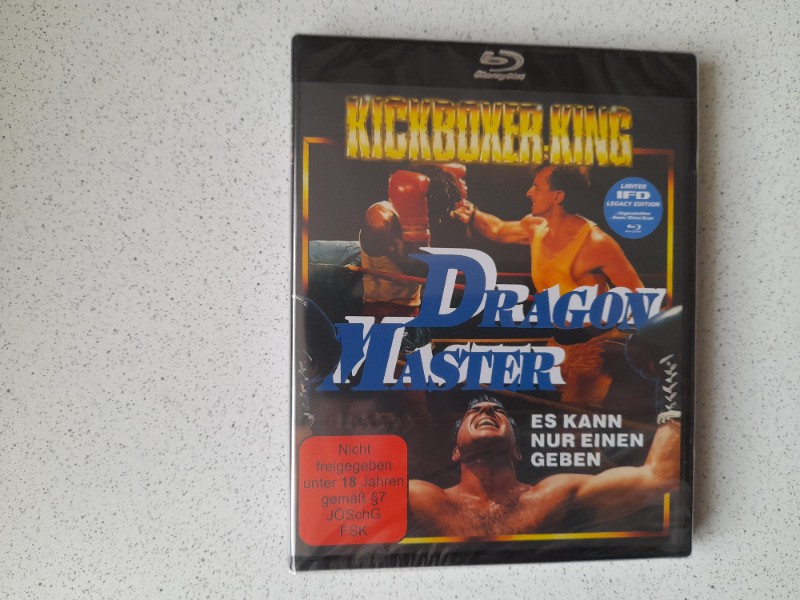 Blu-ray Disc
KICKBOXER: KING
LIMITED
IFD
LEGACY EDITION
DRAGON
MASTER
ES KANN
NUR EINEN
GEBEN
Nicht
freigegeben
unter 18 Jahren
gemäß §7
JÖSchG
FSK